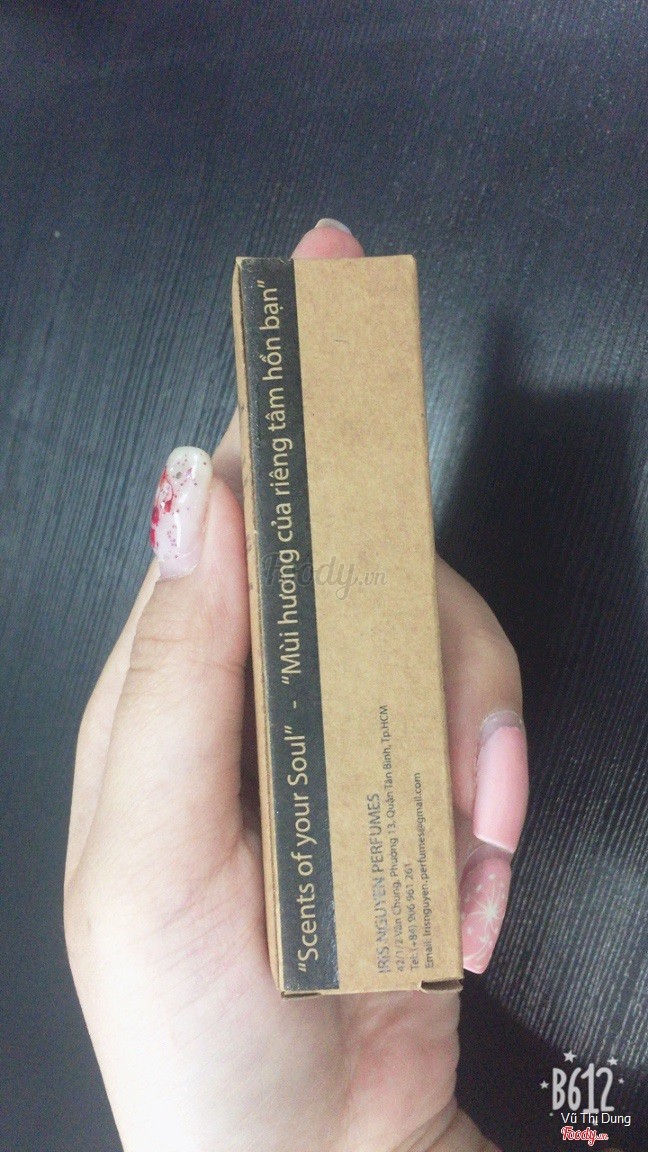 "Scents of your Soul" - "Mùi hương của riêng tâm hồn bạn"
IRIS NGUYEN PERFUMES
42/1/2 Văn Chung, Phường 13, Quận Tân Bình, Tp.HCM
Tel: (+84) 906 961 261
Email: Irisnguyen.perfumes@gmail.com
Foody.vn
B612
Vũ Thị Dung
Foody.vn